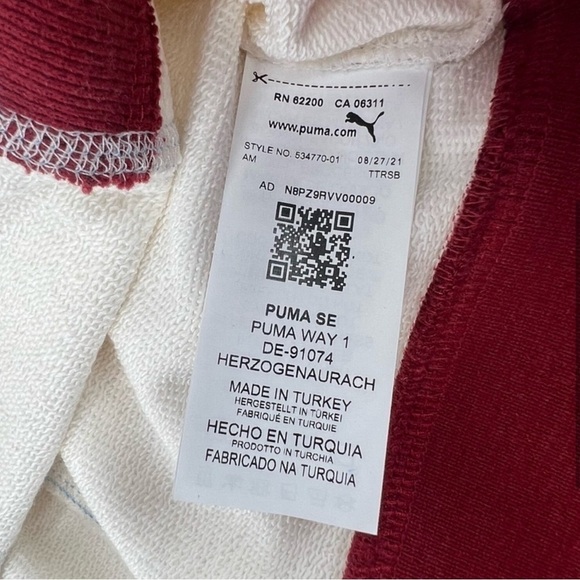 RN 62200 CA 06311
www.puma.com
STYLE NO. 534770-01 08/27/21
AM TTRSB
AD N8PZ9RVV00009
PUMA SE
PUMA WAY 1
DE-91074
HERZOGENAURACH
MADE IN TURKEY
HERGESTELLT IN TÜRKEI
FABRIQUÉ EN TURQUIE
HECHO EN TURQUIA
PRODOTTO IN TURCHIA
FABRICADO NA TURQUIA